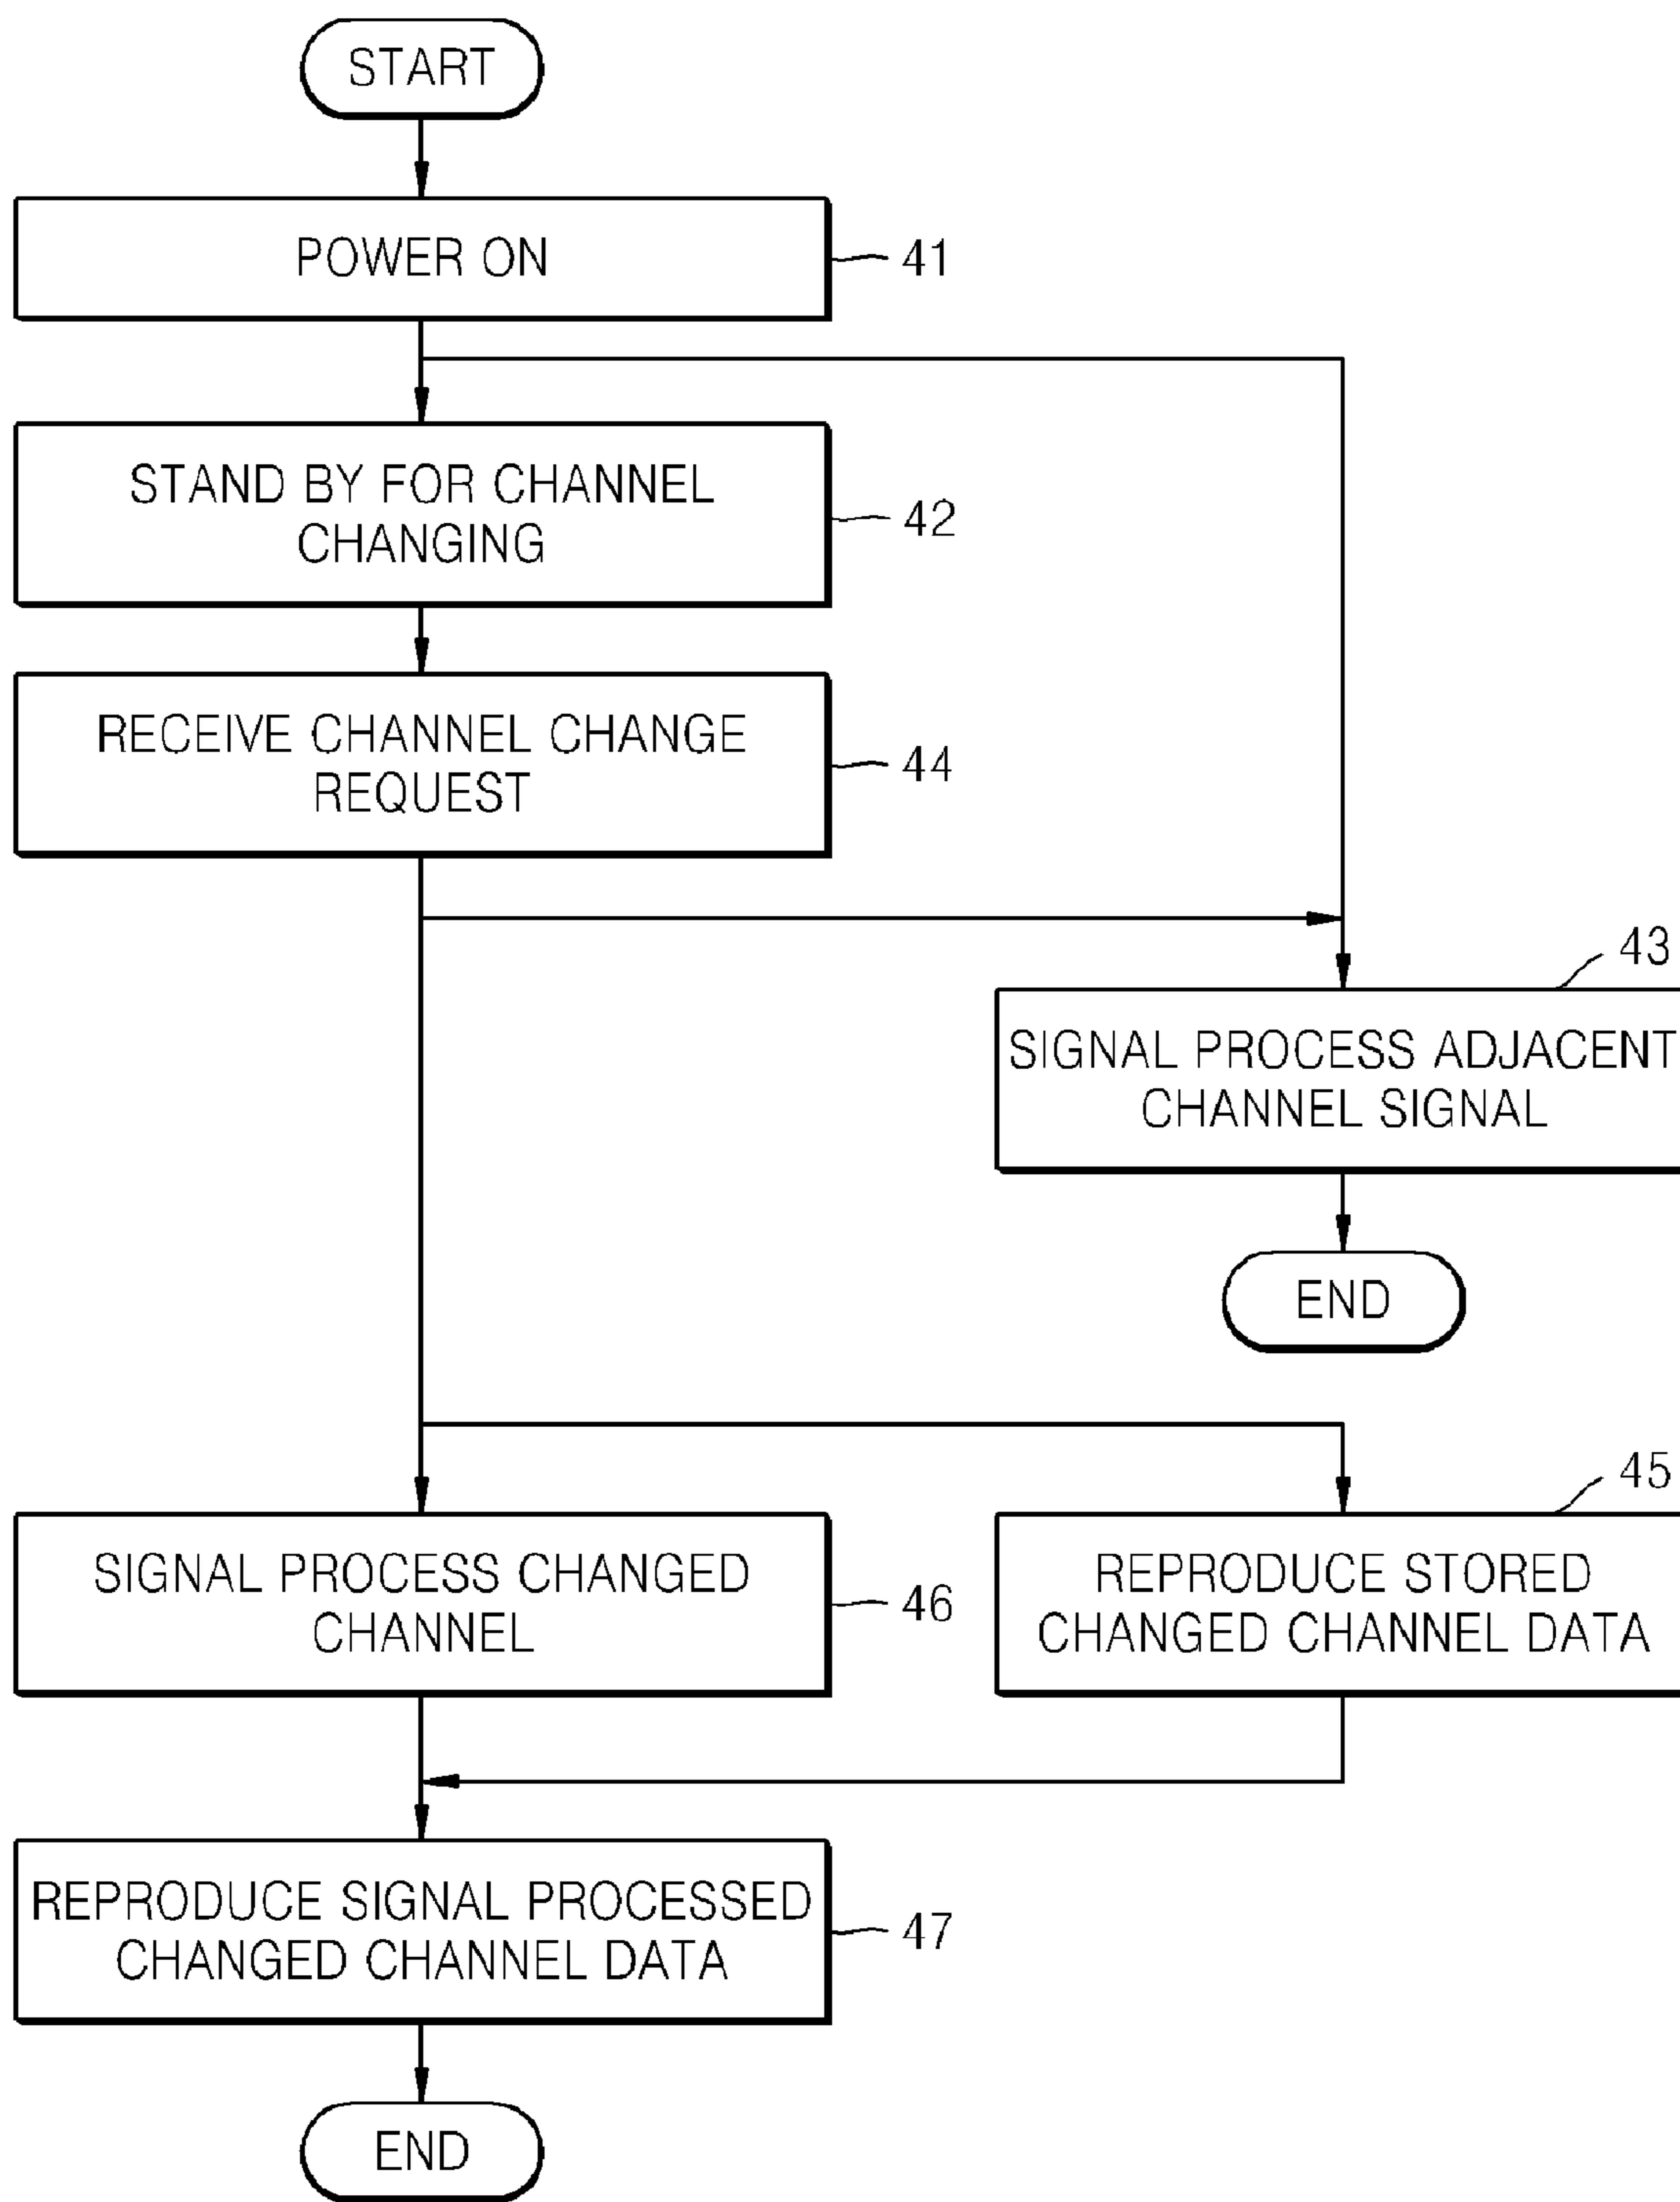 START
POWER ON
41
STAND BY FOR CHANNEL
CHANGING
42
RECEIVE CHANNEL CHANGE
REQUEST
44
43
SIGNAL PROCESS ADJACENT
CHANNEL SIGNAL
END
SIGNAL PROCESS CHANGED
CHANNEL
46
45
REPRODUCE STORED
CHANGED CHANNEL DATA
REPRODUCE SIGNAL PROCESSED
CHANGED CHANNEL DATA
47
END